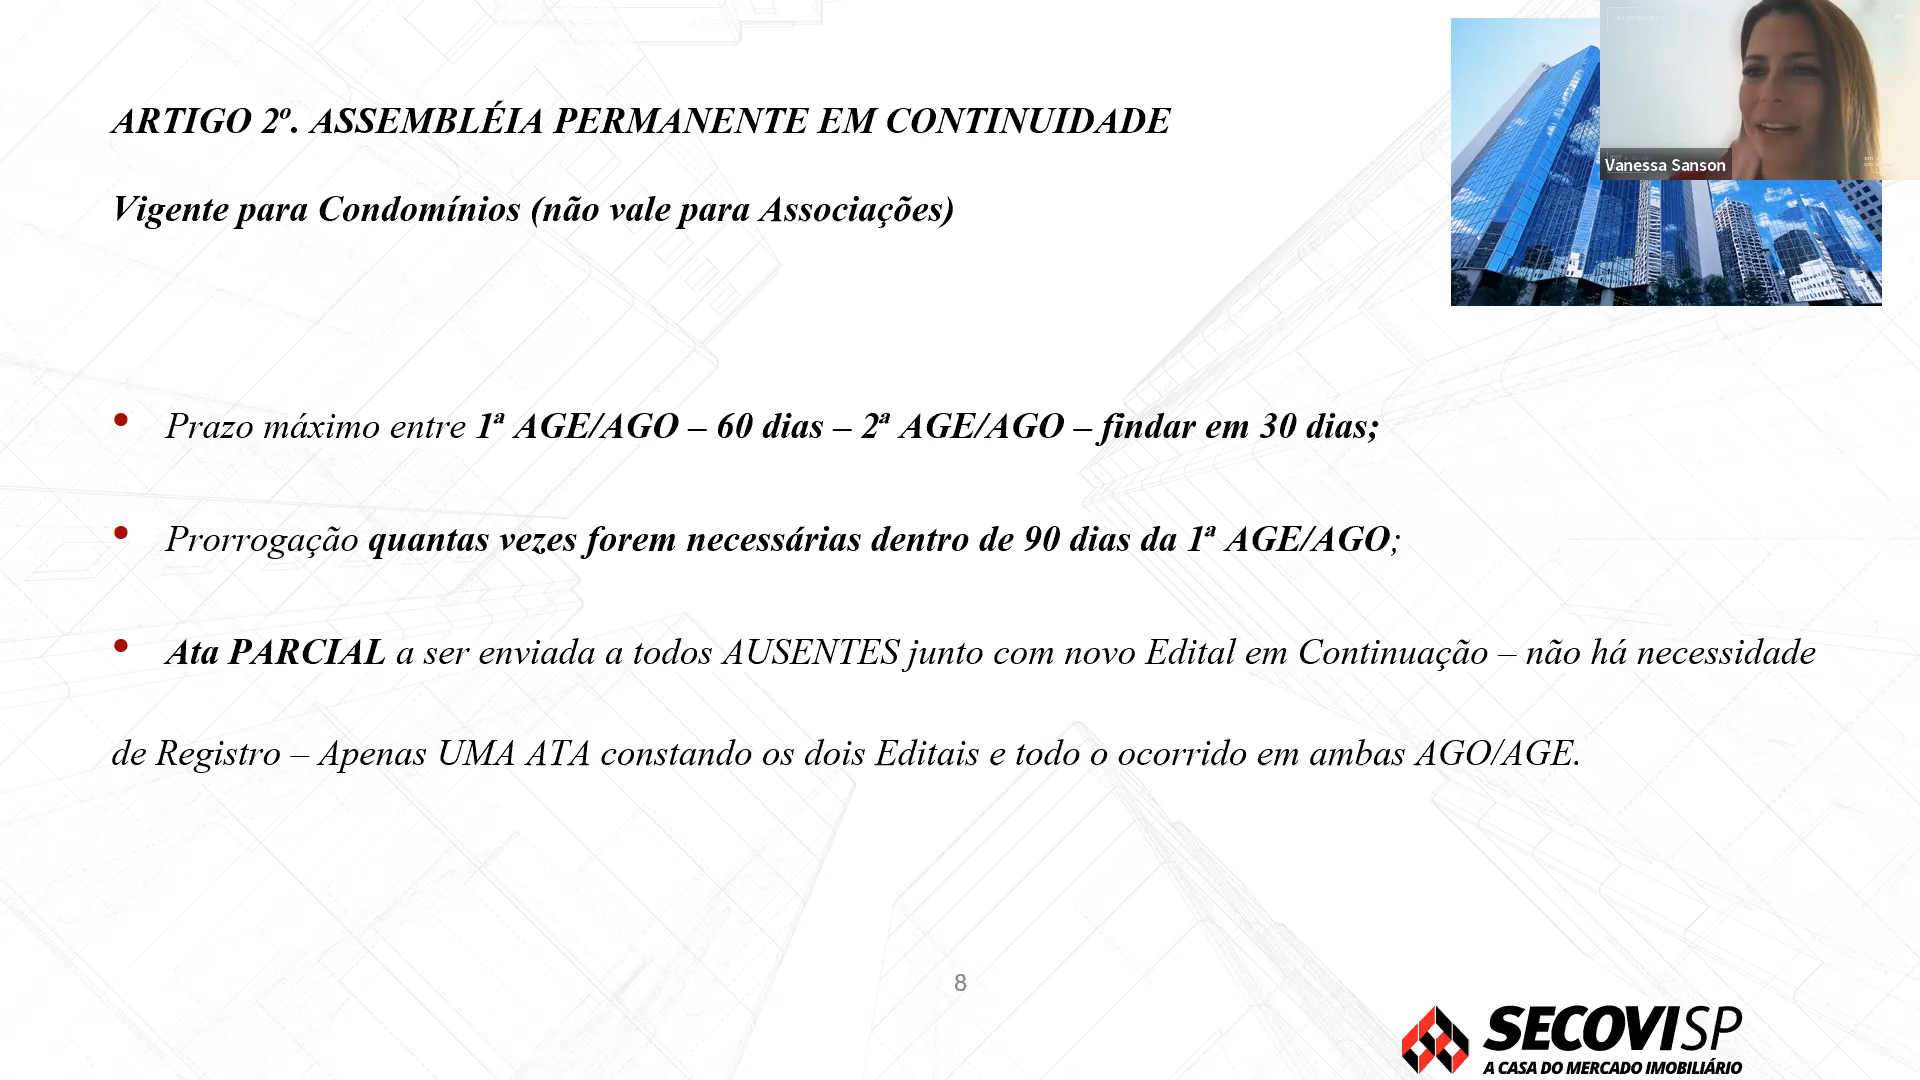 ARTIGO 2º. ASSEMBLÉIA PERMANENTE EM CONTINUIDADE
Vigente para Condomínios (não vale para Associações)
Vanessa Sanson
• Prazo máximo entre 1ª AGE/AGO – 60 dias – 2ª AGE/AGO – findar em 30 dias;
• Prorrogação quantas vezes forem necessárias dentro de 90 dias da 1ª AGE/AGO;
• Ata PARCIAL a ser enviada a todos AUSENTES junto com novo Edital em Continuação – não há necessidade
de Registro – Apenas UMA ATA constando os dois Editais e todo o ocorrido em ambas AGO/AGE.
8
SECOVI SP
A CASA DO MERCADO IMOBILIÁRIO